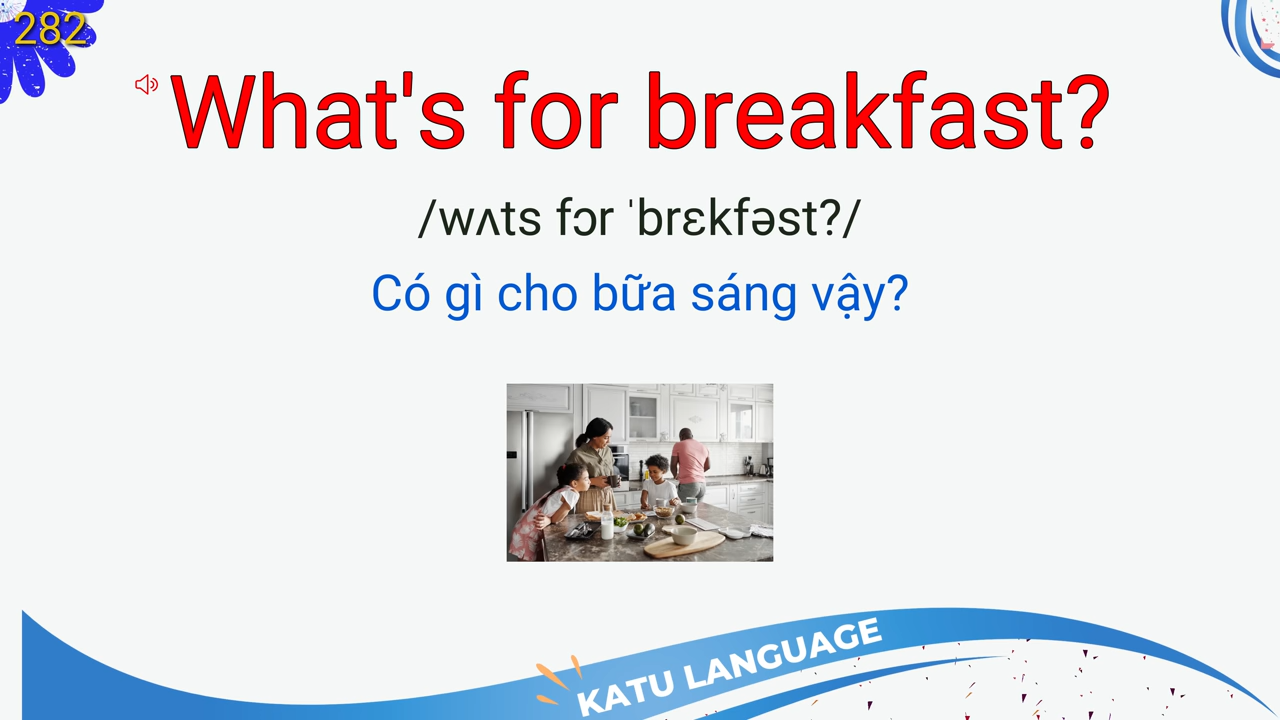 282
What's for breakfast?
/wʌts fɔr ˈbrɛkfəst?/
Có gì cho bữa sáng vậy?
KATU LANGUAGE